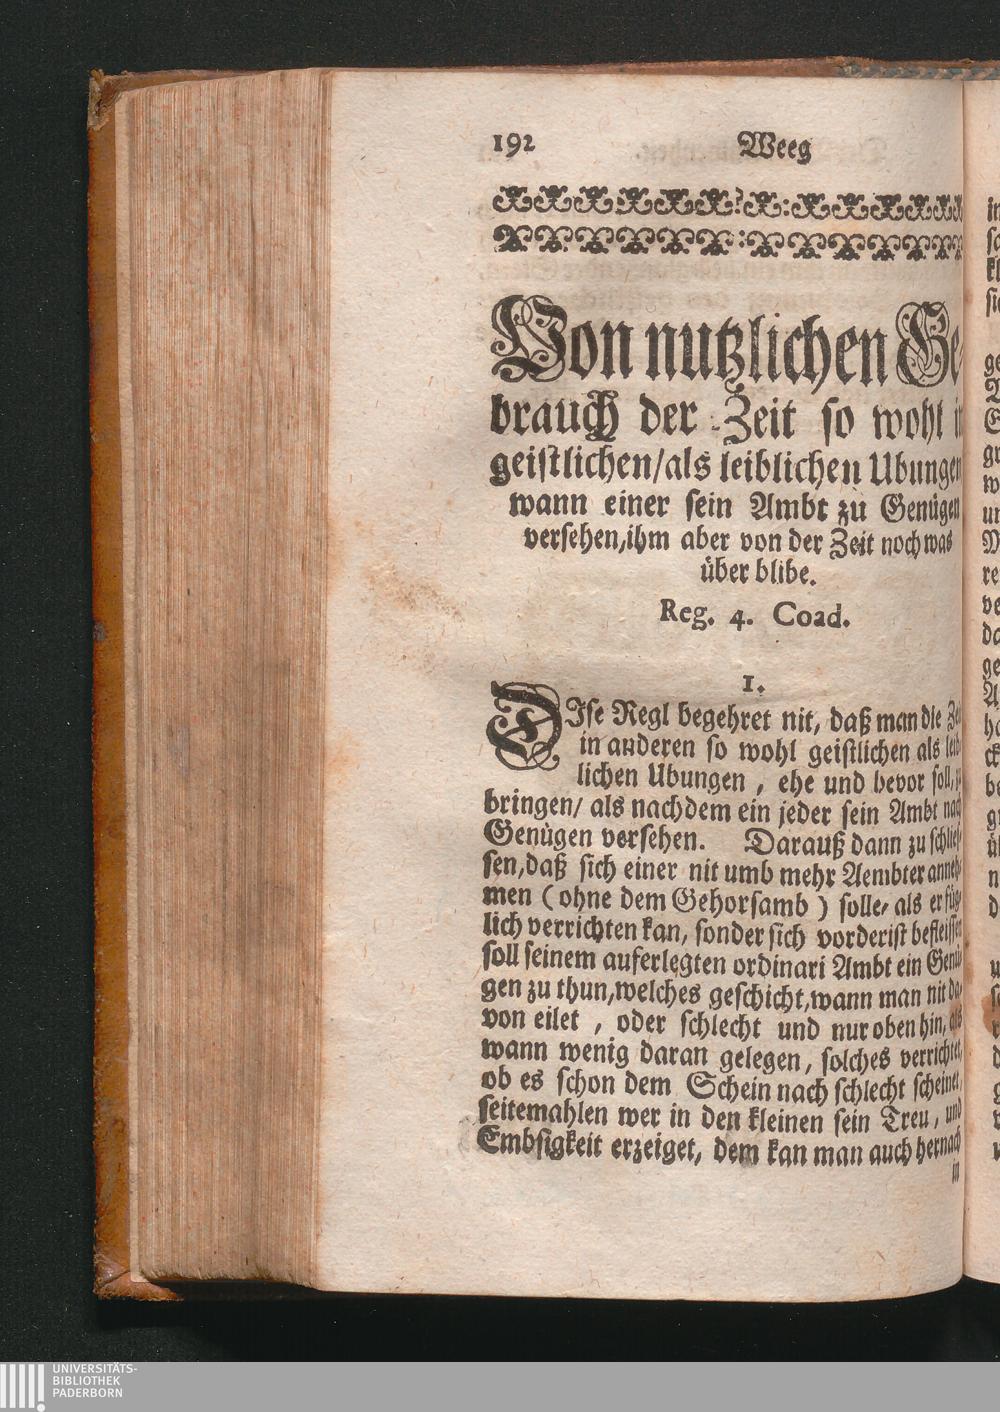 192 Weeg
Von nutzlichen Ge-
brauch der Zeit so wohl in
geistlichen/als leiblichen Ubungen
wann einer sein Ambt zu Genügen
versehen,ihm aber von der Zeit noch was
über blibe.
Reg. 4. Coad.
1.
DIse Regl begehret nit, daß man die Zeit
in anderen so wohl geistlichen als leib-
lichen Ubungen, ehe und bevor soll,
bringen/ als nachdem ein jeder sein Ambt nach
Genügen versehen. Darauß dann zu schlies-
sen,daß sich einer nit umb mehr Aembter anneh-
men (ohne dem Gehorsamb) solle, als er füg-
lich verrichten kan, sonder sich vorderist befleissen
soll seinem auferlegten ordinari Ambt ein Genü-
gen zu thun,welches geschicht,wann man nit da-
von eilet, oder schlecht und nur oben hin, als
wann wenig daran gelegen, solches verrichtet,
ob es schon dem Schein nach schlecht scheinet,
seitemahlen wer in den kleinen sein Treu, und
Embsigkeit erzeiget, dem kan man auch hernach
in
UNIVERSITÄTS-
BIBLIOTHEK
PADERBORN